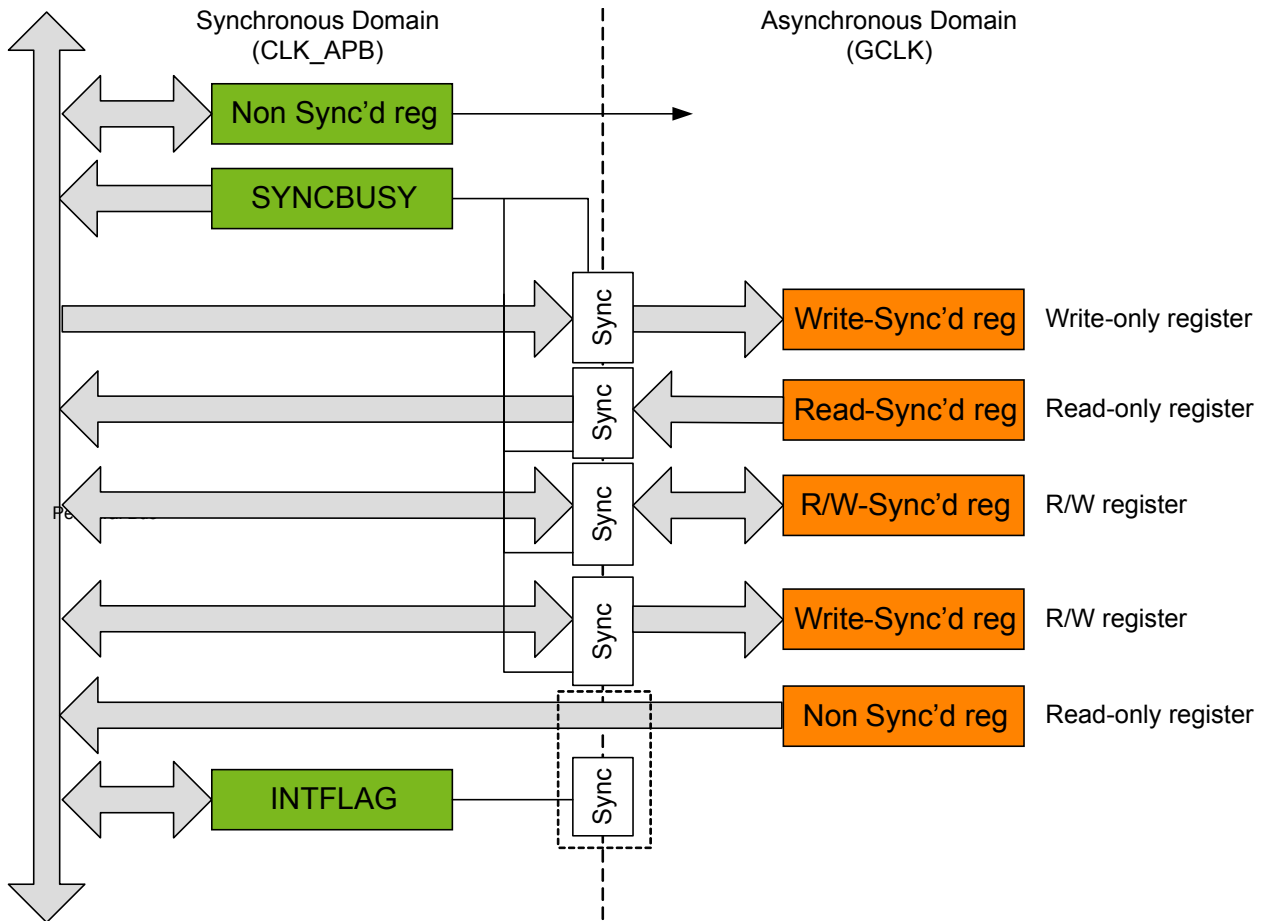 Synchronous Domain
(CLK_APB)
Asynchronous Domain
(GCLK)
Non Sync’d reg
SYNCBUSY
Sync
Write-Sync’d reg
Write-only register
Sync
Read-Sync’d reg
Read-only register
Sync
R/W-Sync’d reg
R/W register
Sync
Write-Sync’d reg
R/W register
Non Sync’d reg
Read-only register
INTFLAG
Sync